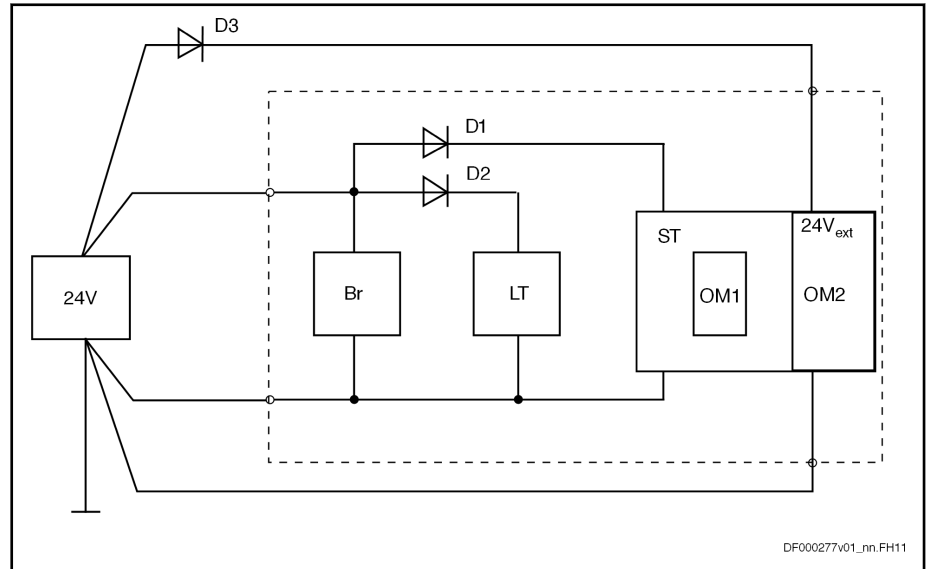 D3
D1
D2
24V
Br
LT
ST
OM1
24Vext
OM2
DF000277v01_nn.FH11